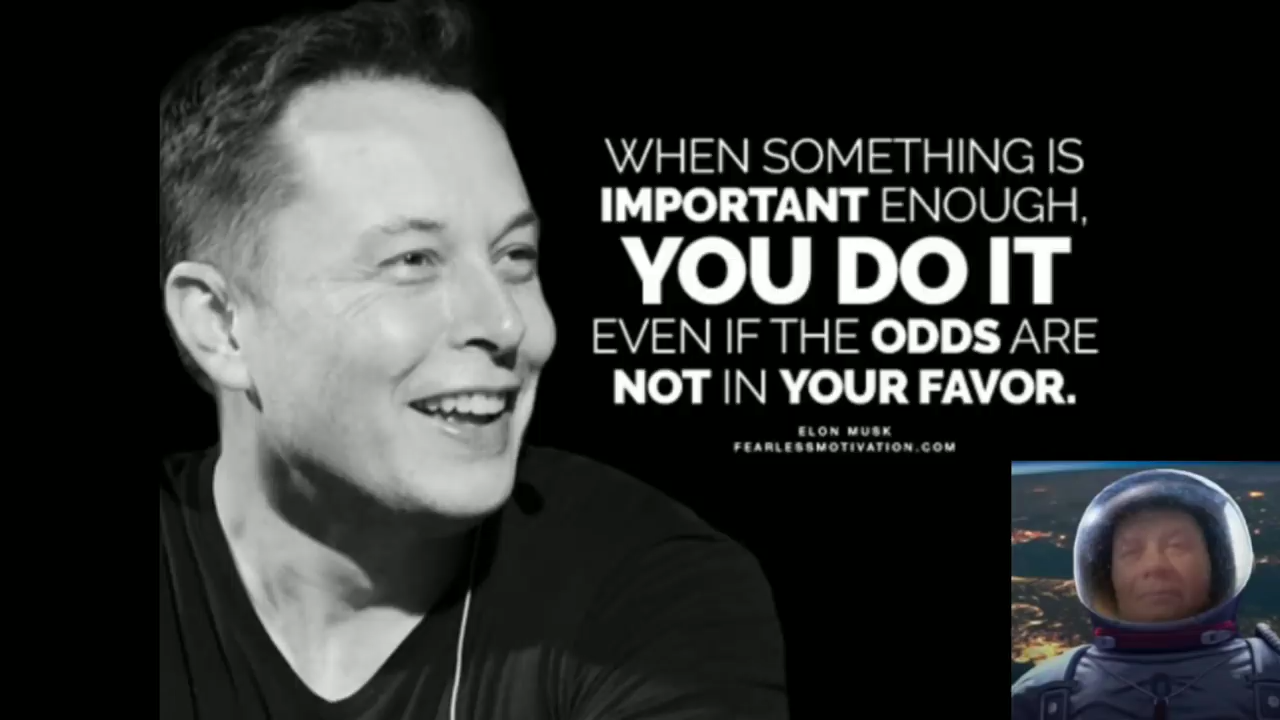 WHEN SOMETHING IS
IMPORTANT ENOUGH,
YOU DO IT
EVEN IF THE ODDS ARE
NOT IN YOUR FAVOR.
ELON MUSK
FEARLESSMOTIVATION.COM